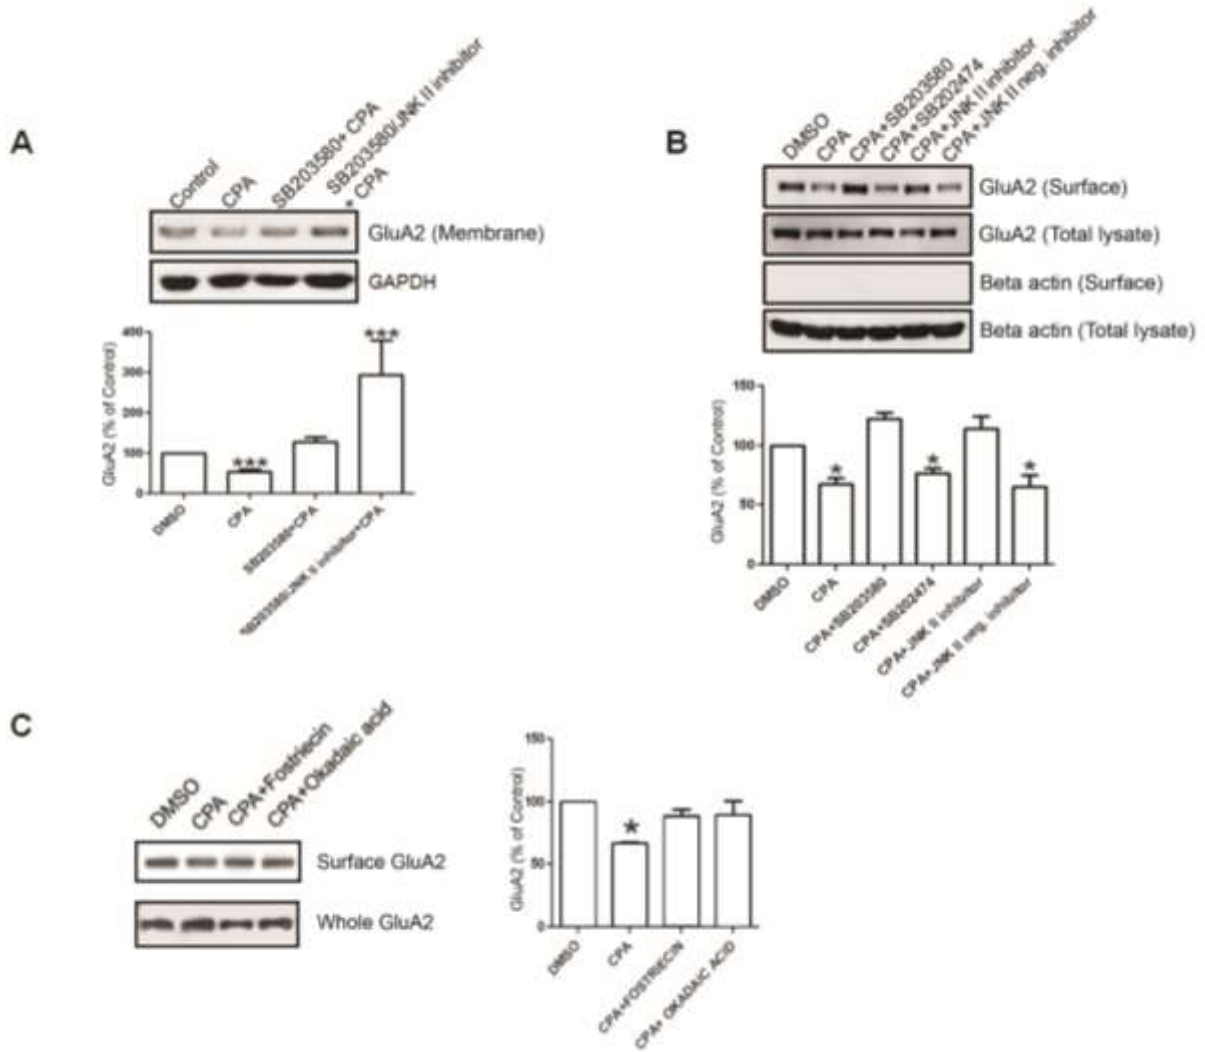 A
Control
CPA
SB203580+ CPA
SB203580/JNK II inhibitor
+ CPA
GluA2 (Membrane)
GAPDH
GluA2 (% of Control)
400
300
200
100
0
***
***
DMSO
CPA
SB203580+CPA
SB203580/JNK II inhibitor+CPA
B
DMSO
CPA
CPA+SB203580
CPA+SB202474
CPA+JNK II inhibitor
CPA+JNK II neg. inhibitor
GluA2 (Surface)
GluA2 (Total lysate)
Beta actin (Surface)
Beta actin (Total lysate)
GluA2 (% of Control)
150
100
50
0
*
*
*
DMSO
CPA
CPA+SB203580
CPA+SB202474
CPA+JNK II inhibitor
CPA+JNK II neg. inhibitor
C
DMSO
CPA
CPA+Fostriecin
CPA+Okadaic acid
Surface GluA2
Whole GluA2
GluA2 (% of Control)
150
100
50
0
*
DMSO
CPA
CPA+FOSTRIECIN
CPA+ OKADAIC ACID